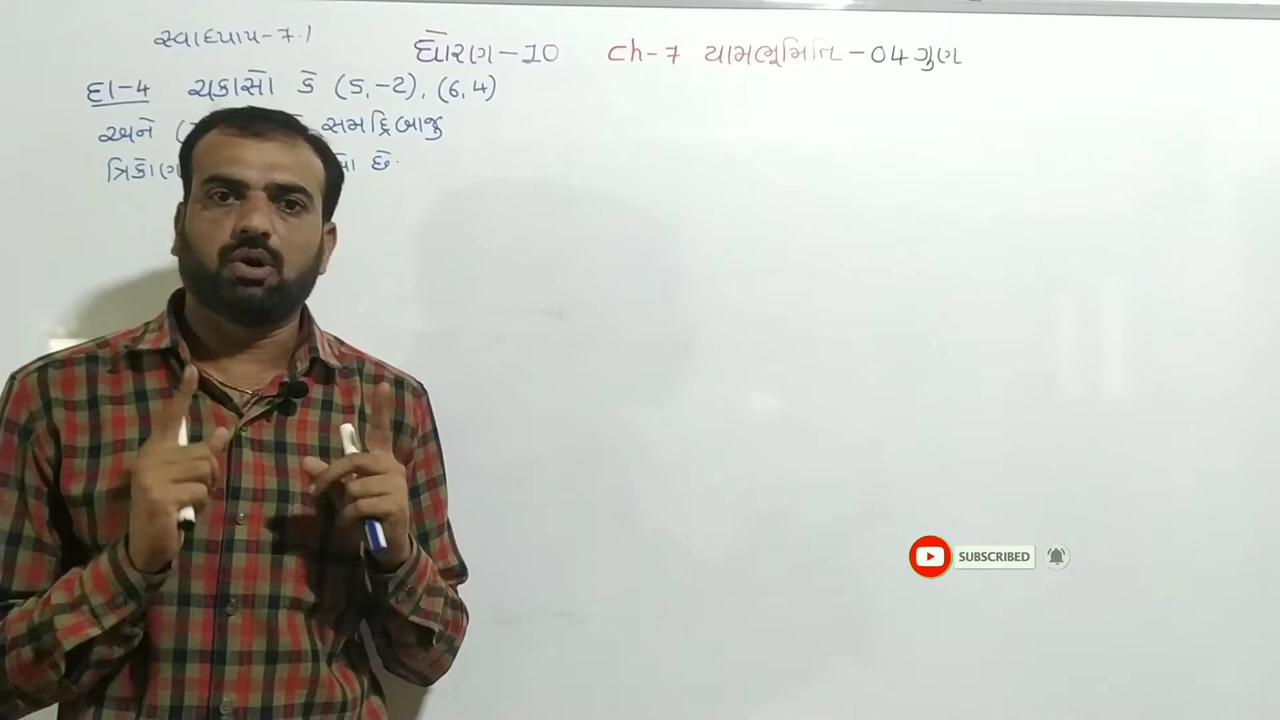 સ્વાધ્યાય-7.1
ધોરણ-10 ch-7 યામભૂમિતિ-04 ગુણ
દા-4 ચકાસો કે (5,-2), (6,4)
અને સમદ્વિબાજુ
ત્રિકોણ છે.
SUBSCRIBED